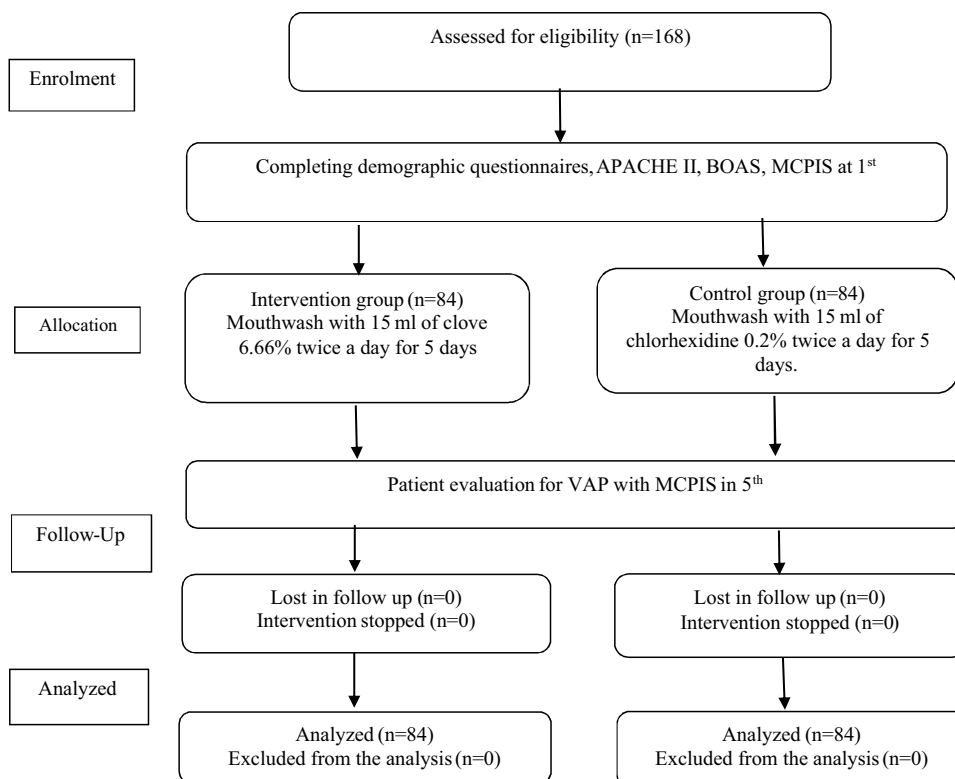 Assessed for eligibility (n=168)
Enrolment
Completing demographic questionnaires, APACHE II, BOAS, MCPIS at 1st
Allocation
Intervention group (n=84)
Mouthwash with 15 ml of clove
6.66% twice a day for 5 days
Control group (n=84)
Mouthwash with 15 ml of
chlorhexidine 0.2% twice a day for 5
days.
Patient evaluation for VAP with MCPIS in 5th
Follow-Up
Lost in follow up (n=0)
Intervention stopped (n=0)
Lost in follow up (n=0)
Intervention stopped (n=0)
Analyzed
Analyzed (n=84)
Excluded from the analysis (n=0)
Analyzed (n=84)
Excluded from the analysis (n=0)